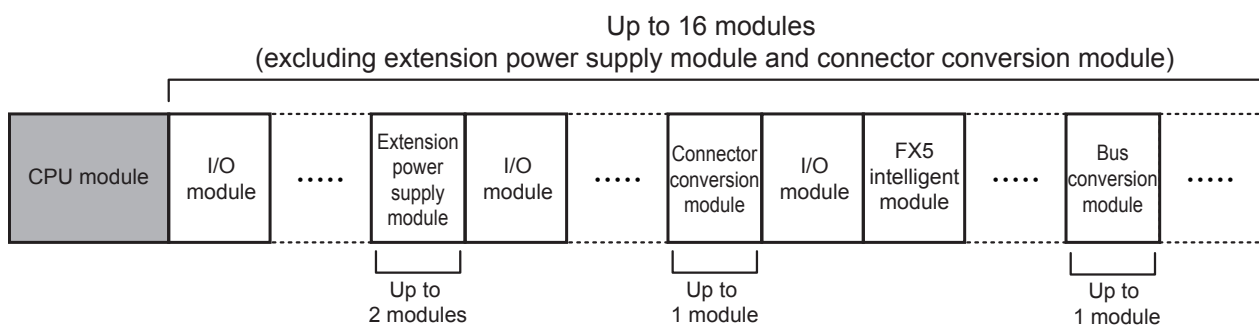 Up to 16 modules
(excluding extension power supply module and connector conversion module)
CPU module
I/O
module
.....
Extension
power
supply
module
I/O
module
.....
Connector
conversion
module
I/O
module
FX5
intelligent
module
.....
Bus
conversion
module
.....
Up to
2 modules
Up to
1 module
Up to
1 module